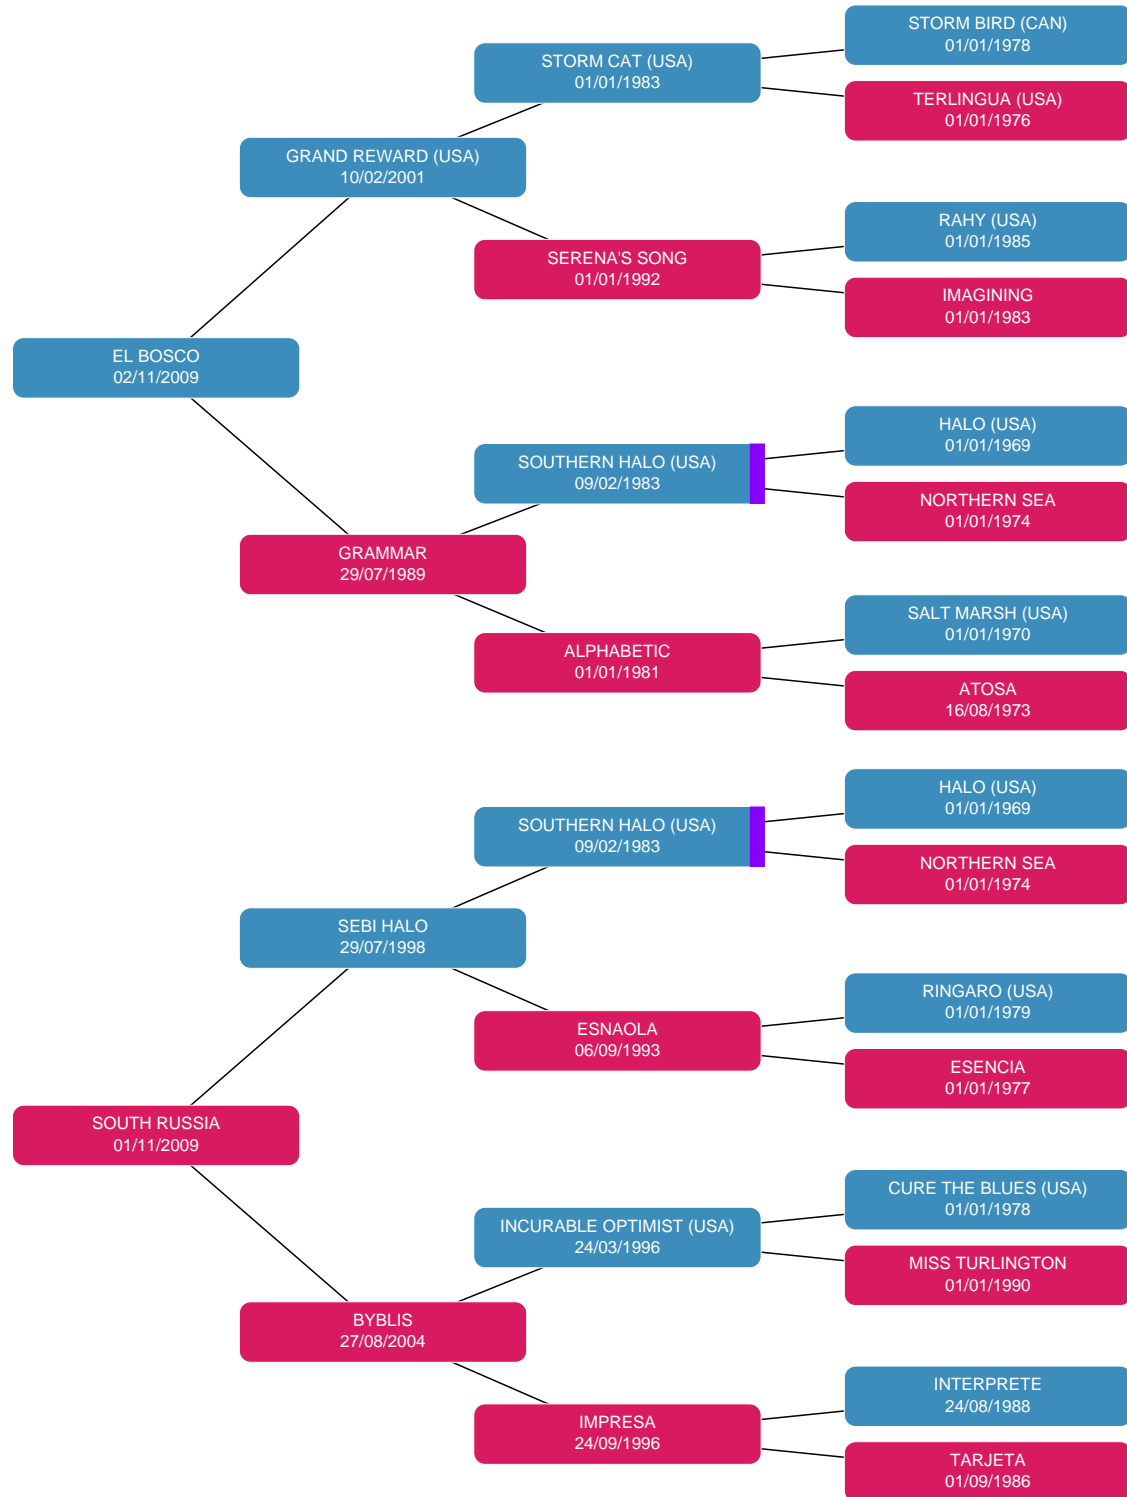 STORM BIRD (CAN)
01/01/1978
STORM CAT (USA)
01/01/1983
TERLINGUA (USA)
01/01/1976
GRAND REWARD (USA)
10/02/2001
RAHY (USA)
01/01/1985
SERENA'S SONG
01/01/1992
IMAGINING
01/01/1983
EL BOSCO
02/11/2009
HALO (USA)
01/01/1969
SOUTHERN HALO (USA)
09/02/1983
NORTHERN SEA
01/01/1974
GRAMMAR
29/07/1989
SALT MARSH (USA)
01/01/1970
ALPHABETIC
01/01/1981
ATOSA
16/08/1973
HALO (USA)
01/01/1969
SOUTHERN HALO (USA)
09/02/1983
NORTHERN SEA
01/01/1974
SEBI HALO
29/07/1998
RINGARO (USA)
01/01/1979
ESNAOLA
06/09/1993
ESENCIA
01/01/1977
SOUTH RUSSIA
01/11/2009
CURE THE BLUES (USA)
01/01/1978
INCURABLE OPTIMIST (USA)
24/03/1996
MISS TURLINGTON
01/01/1990
BYBLIS
27/08/2004
INTERPRETE
24/08/1988
IMPRESA
24/09/1996
TARJETA
01/09/1986